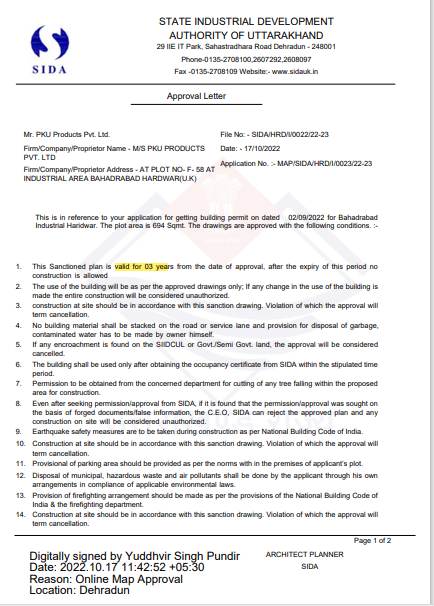 STATE INDUSTRIAL DEVELOPMENT
AUTHORITY OF UTTARAKHAND
29 IIE IT Park, Sahastradhara Road Dehradun - 248001
Phone-0135-2708100,2607292,2608097
Fax -0135-2708109 Website:- www.sidauk.in
SIDA
Approval Letter
Mr. PKU Products Pvt. Ltd.
Firm/Company/Proprietor Name - M/S PKU PRODUCTS
PVT. LTD
Firm/Company/Proprietor Address - AT PLOT NO- F- 58 AT
INDUSTRIAL AREA BAHADRABAD HARDWAR(U.K)
File No: - SIDA/HRD/I/0022/22-23
Date: - 17/10/2022
Application No. :- MAP/SIDA/HRD/I/0023/22-23
This is in reference to your application for getting building permit on dated 02/09/2022 for Bahadrabad
Industrial Haridwar. The plot area is 694 Sqmt. The drawings are approved with the following conditions. :-
1. This Sanctioned plan is valid for 03 years from the date of approval, after the expiry of this period no
construction is allowed
2. The use of the building will be as per the approved drawings only; If any change in the use of the building is
made the entire construction will be considered unauthorized.
3. construction at site should be in accordance with this sanction drawing. Violation of which the approval will
term cancellation.
4. No building material shall be stacked on the road or service lane and provision for disposal of garbage,
contaminated water has to be made by owner himself.
5. If any encroachment is found on the SIIDCUL or Govt./Semi Govt. land, the approval will be considered
cancelled.
6. The building shall be used only after obtaining the occupancy certificate from SIDA within the stipulated time
period.
7. Permission to be obtained from the concerned department for cutting of any tree falling within the proposed
area for construction.
8. Even after seeking permission/approval from SIDA, if it is found that the permission/approval was sought on
the basis of forged documents/false information, the C.E.O, SIDA can reject the approved plan and any
construction on site will be considered unauthorized.
9. Earthquake safety measures are to be taken during construction as per National Building Code of India.
10. Construction at site should be in accordance with this sanction drawing. Violation of which the approval will
term cancellation.
11. Provisional of parking area should be provided as per the norms with in the premises of applicant's plot.
12. Disposal of municipal, hazardous waste and air pollutants shall be done by the applicant through his own
arrangements in compliance of applicable environmental laws.
13. Provision of firefighting arrangement should be made as per the provisions of the National Building Code of
India & the firefighting department.
14. Construction at site should be in accordance with this sanction drawing. Violation of which the approval will
term cancellation.
Page 1 of 2
Digitally signed by Yuddhvir Singh Pundir
Date: 2022.10.17 11:42:52 +05:30
Reason: Online Map Approval
Location: Dehradun
ARCHITECT PLANNER
SIDA